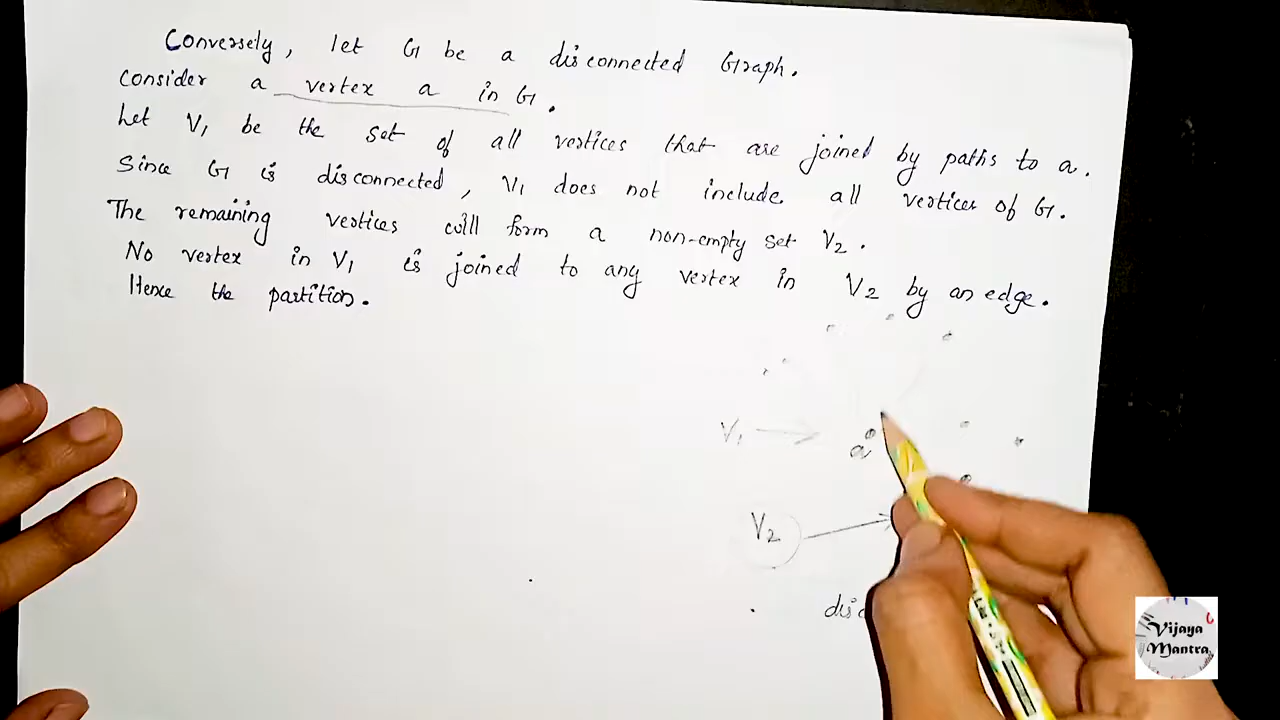 Conversely, let G be a disconnected Graph.
Consider a vertex a in G.
Let V1 be the set of all vertices that are joined by paths to a.
Since G is disconnected, V1 does not include all vertices of G.
The remaining vertices will form a non-empty set V2.
No vertex in V1 is joined to any vertex in V2 by an edge.
Hence the partition.
V1
a
V2
Vijaya
Mantra